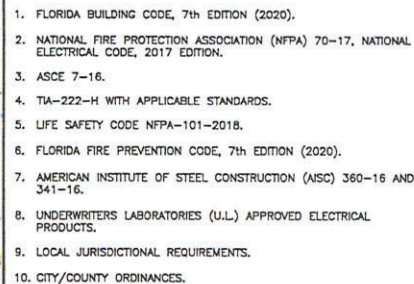 1. FLORIDA BUILDING CODE, 7th EDITION (2020).
2. NATIONAL FIRE PROTECTION ASSOCIATION (NFPA) 70-17, NATIONAL
ELECTRICAL CODE, 2017 EDITION.
3. ASCE 7-16.
4. TIA-222-H WITH APPLICABLE STANDARDS.
5. LIFE SAFETY CODE NFPA-101-2018.
6. FLORIDA FIRE PREVENTION CODE, 7th EDITION (2020).
7. AMERICAN INSTITUTE OF STEEL CONSTRUCTION (AISC) 360-16 AND
341-16.
8. UNDERWRITERS LABORATORIES (U.L.) APPROVED ELECTRICAL
PRODUCTS.
9. LOCAL JURISDICTIONAL REQUIREMENTS.
10. CITY/COUNTY ORDINANCES.